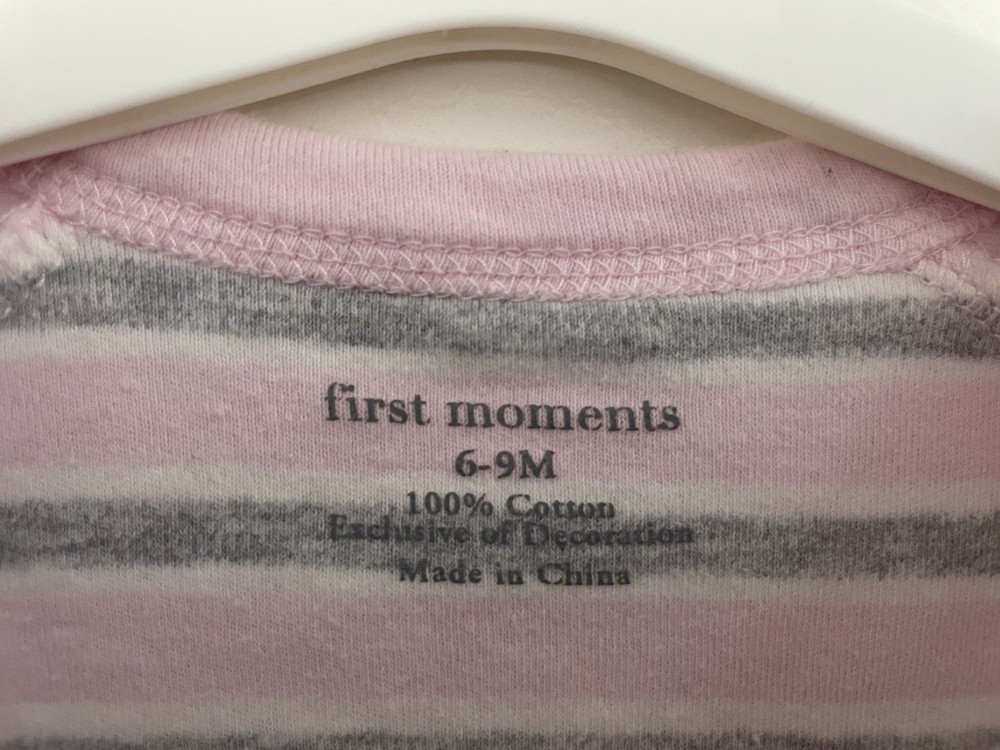 first moments
6-9M
100% Cotton
Exclusive of Decoration
Made in China